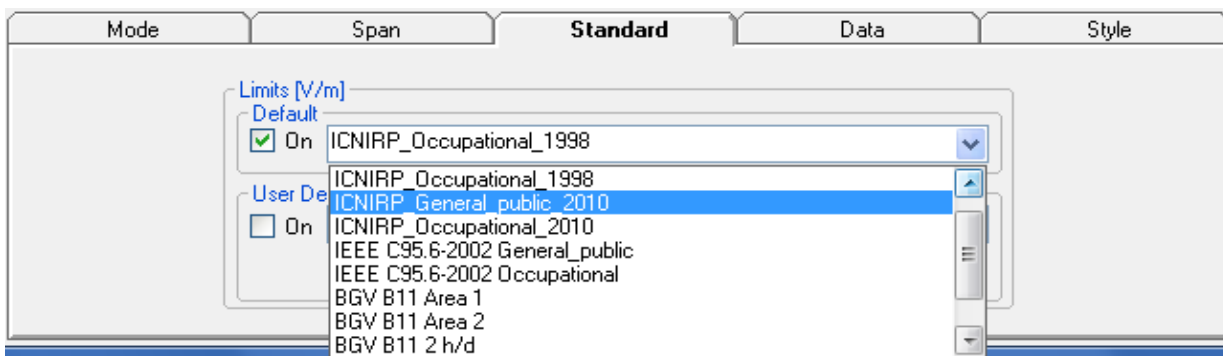 Mode Span Standard Data Style
Limits [V/m]
Default
On ICNIRP_Occupational_1998
ICNIRP_Occupational_1998
User De
ICNIRP_General_public_2010
On
ICNIRP_Occupational_2010
IEEE C95.6-2002 General_public
IEEE C95.6-2002 Occupational
BGV B11 Area 1
BGV B11 Area 2
BGV B11 2 h/d